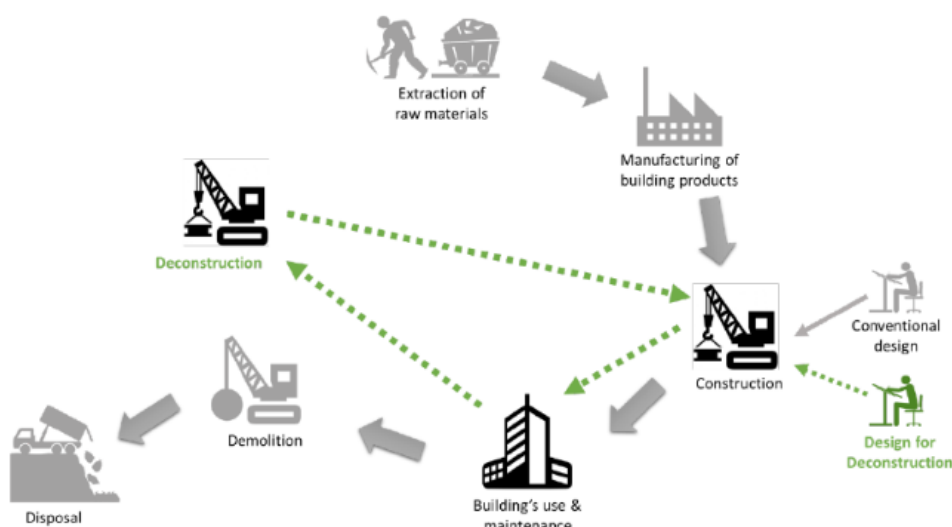 Extraction of
raw materials
Manufacturing of
building products
Deconstruction
Conventional
design
Construction
Demolition
Design for
Deconstruction
Building's use &
maintenance
Disposal